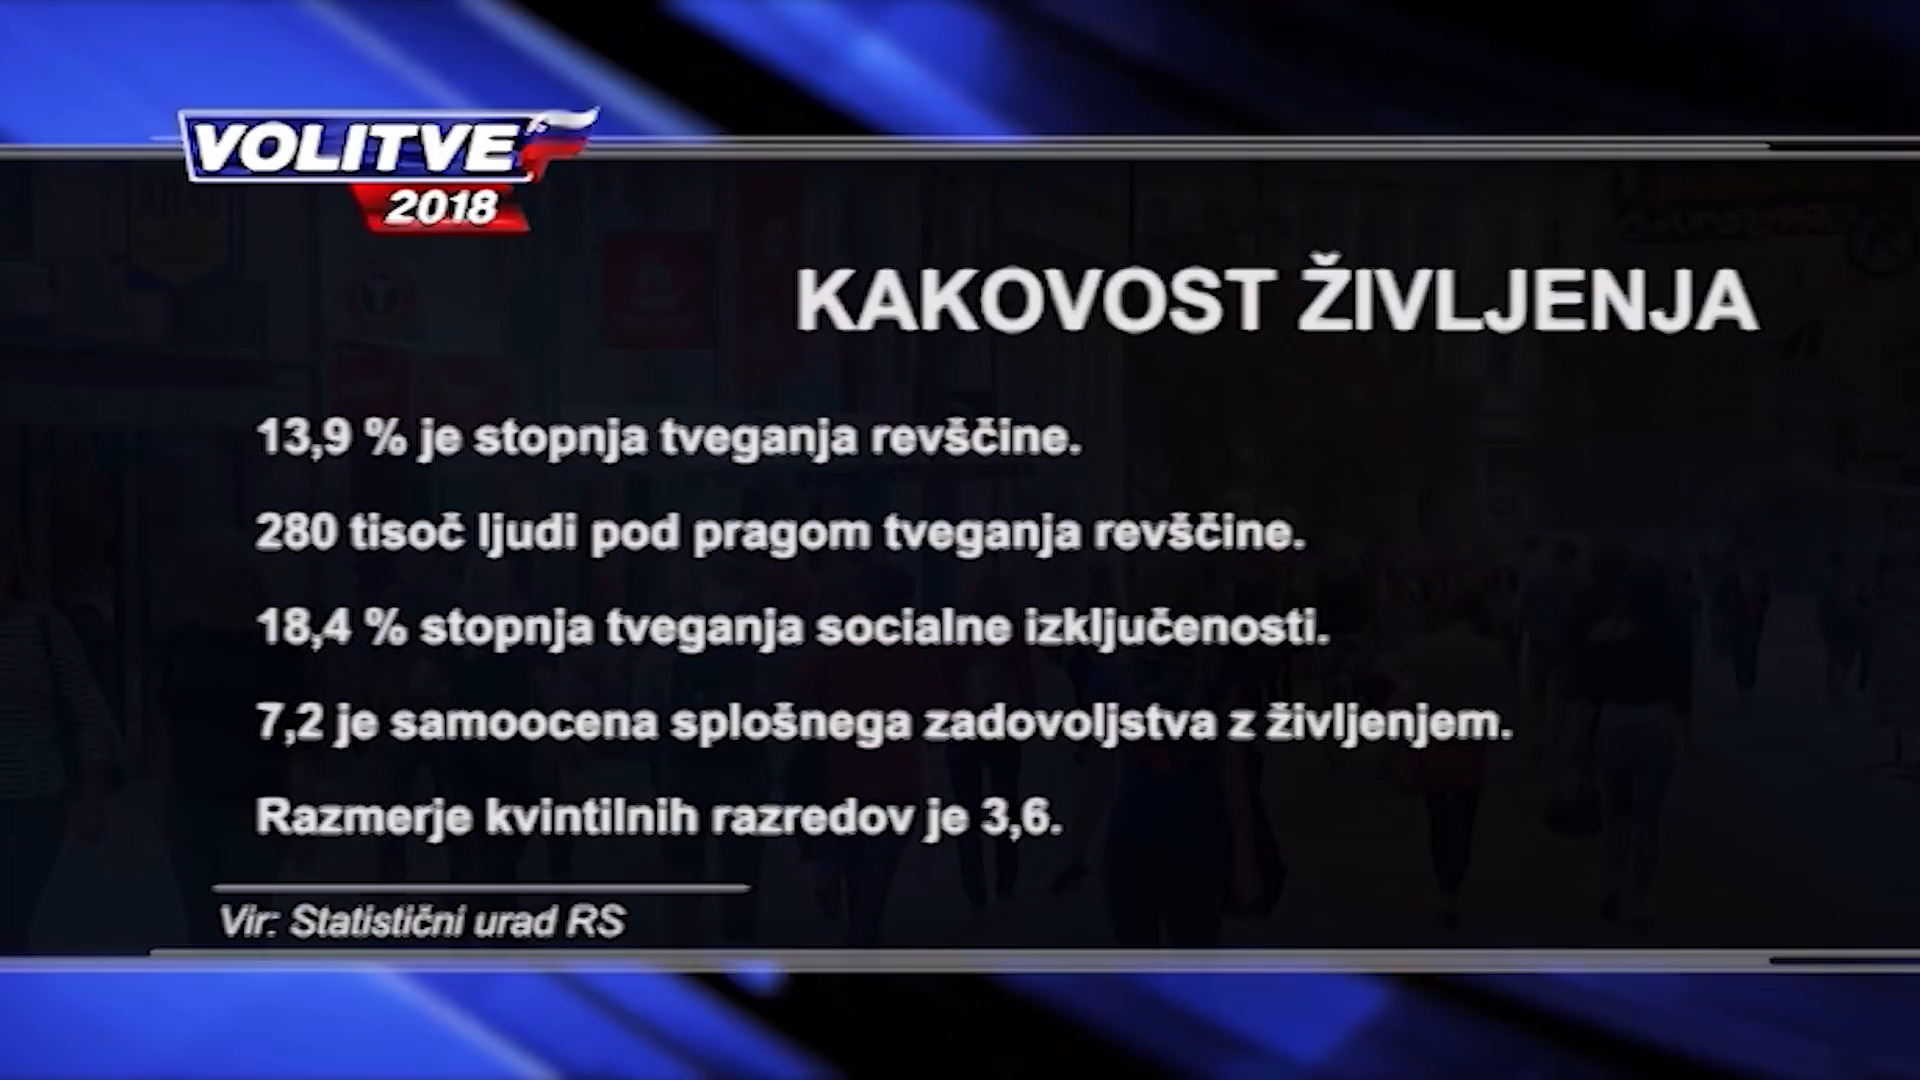 VOLITVE
2018
KAKOVOST ŽIVLJENJA
13,9 % je stopnja tveganja revščine.
280 tisoč ljudi pod pragom tveganja revščine.
18,4 % stopnja tveganja socialne izključenosti.
7,2 je samoocena splošnega zadovoljstva z življenjem.
Razmerje kvintilnih razredov je 3,6.
Vir: Statistični urad RS